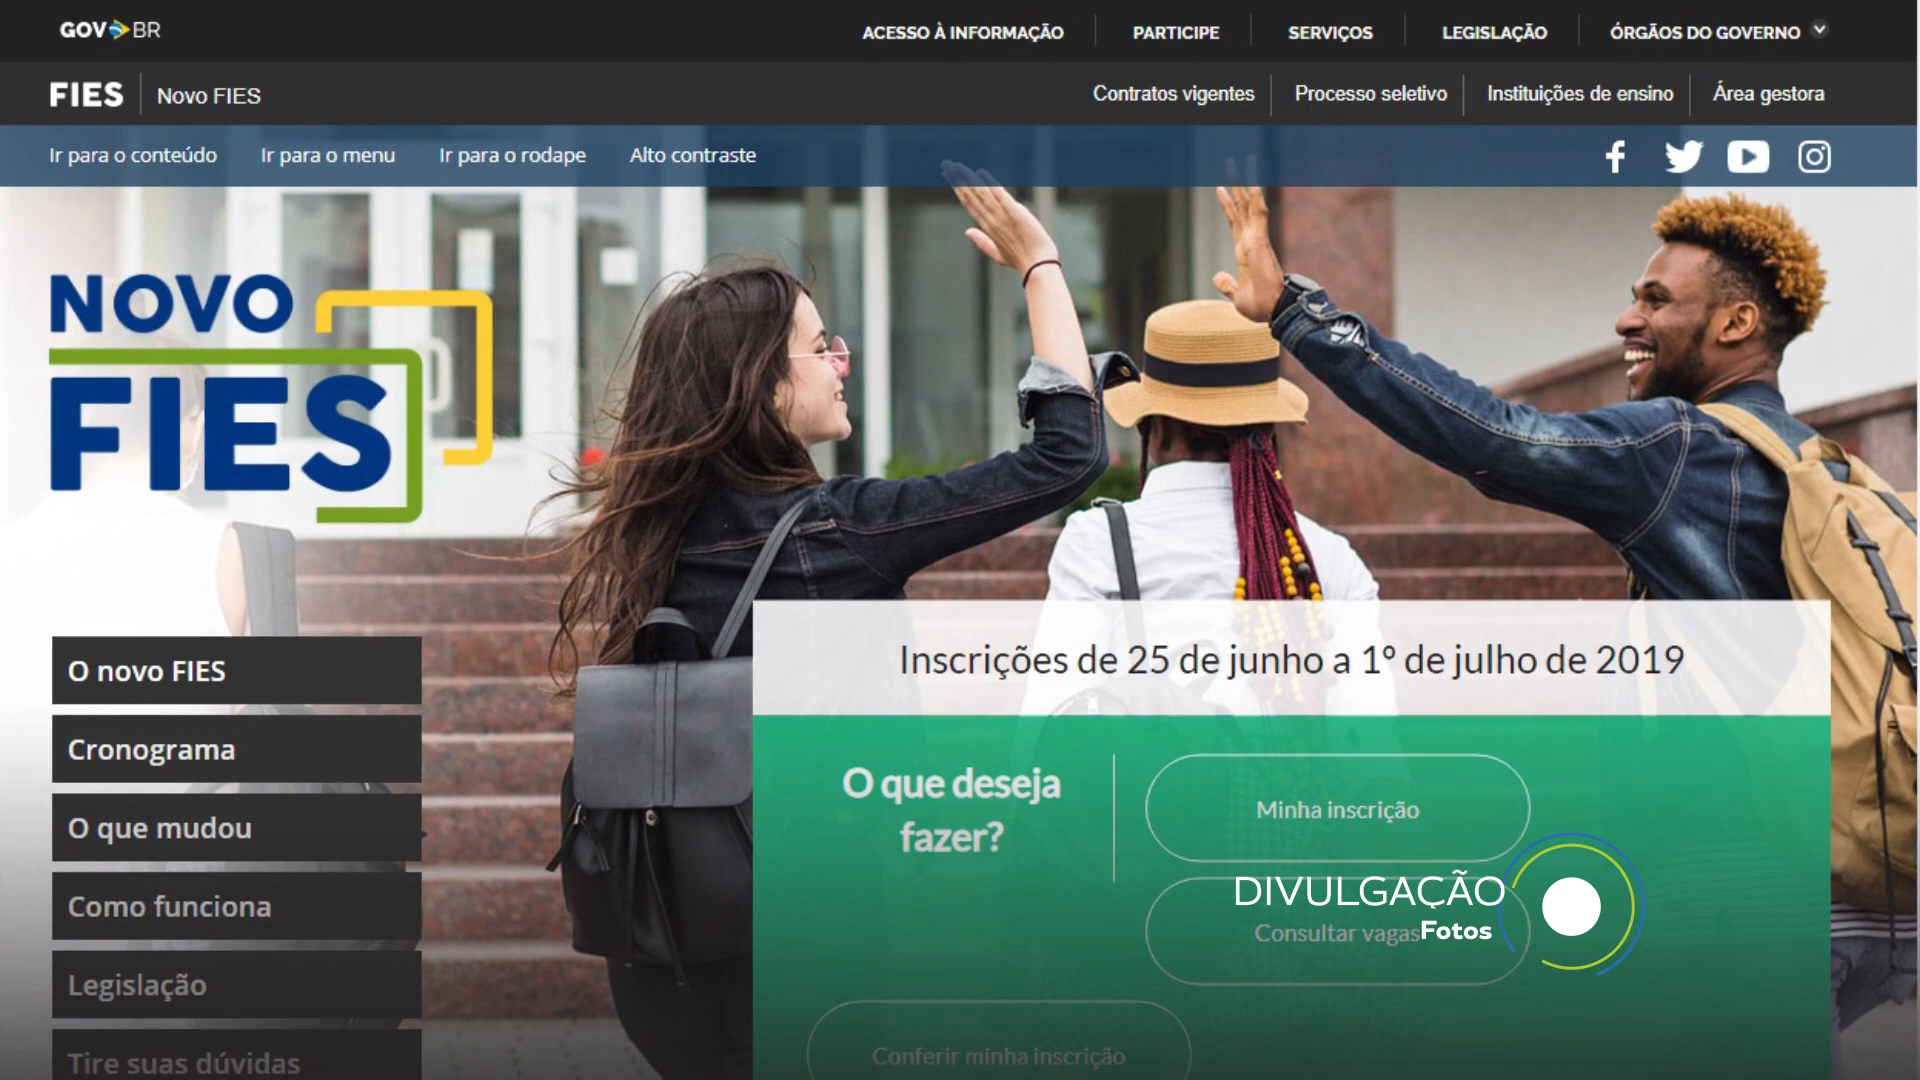 GOV BR
ACESSO À INFORMAÇÃO
PARTICIPE
SERVIÇOS
LEGISLAÇÃO
ÓRGÃOS DO GOVERNO
FIES
Novo FIES
Contratos vigentes
Processo seletivo
Instituições de ensino
Área gestora
Ir para o conteúdo
Ir para o menu
Ir para o rodape
Alto contraste
NOVO
FIES
O novo FIES
Cronograma
O que mudou
Como funciona
Legislação
Tire suas dúvidas
Inscrições de 25 de junho a 1º de julho de 2019
O que deseja
fazer?
Minha inscrição
Consultar vagas
Conferir minha inscrição
DIVULGAÇÃO
Fotos